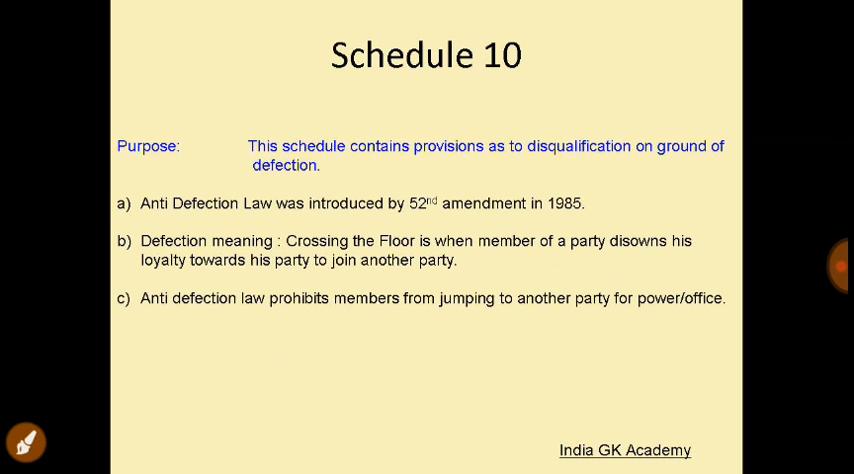 Schedule 10
Purpose: This schedule contains provisions as to disqualification on ground of
defection.
a) Anti Defection Law was introduced by 52nd amendment in 1985.
b) Defection meaning : Crossing the Floor is when member of a party disowns his
loyalty towards his party to join another party.
c) Anti defection law prohibits members from jumping to another party for power/office.
India GK Academy